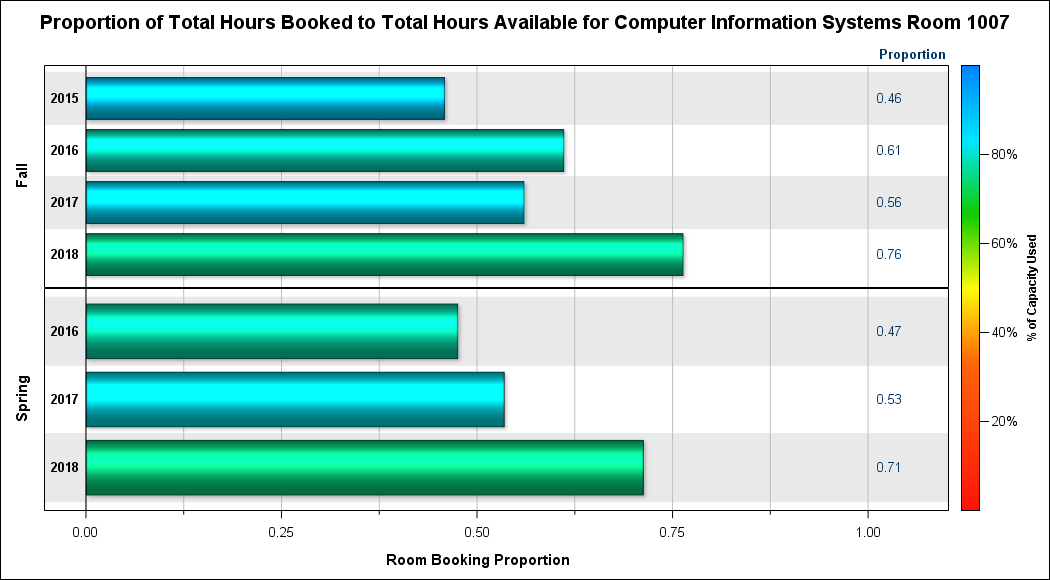 Proportion of Total Hours Booked to Total Hours Available for Computer Information Systems Room 1007
Proportion
Fall
2015 0.46
2016 0.61
2017 0.56
2018 0.76
Spring
2016 0.47
2017 0.53
2018 0.71
0.00 0.25 0.50 0.75 1.00
Room Booking Proportion
80%
60%
40%
20%
% of Capacity Used